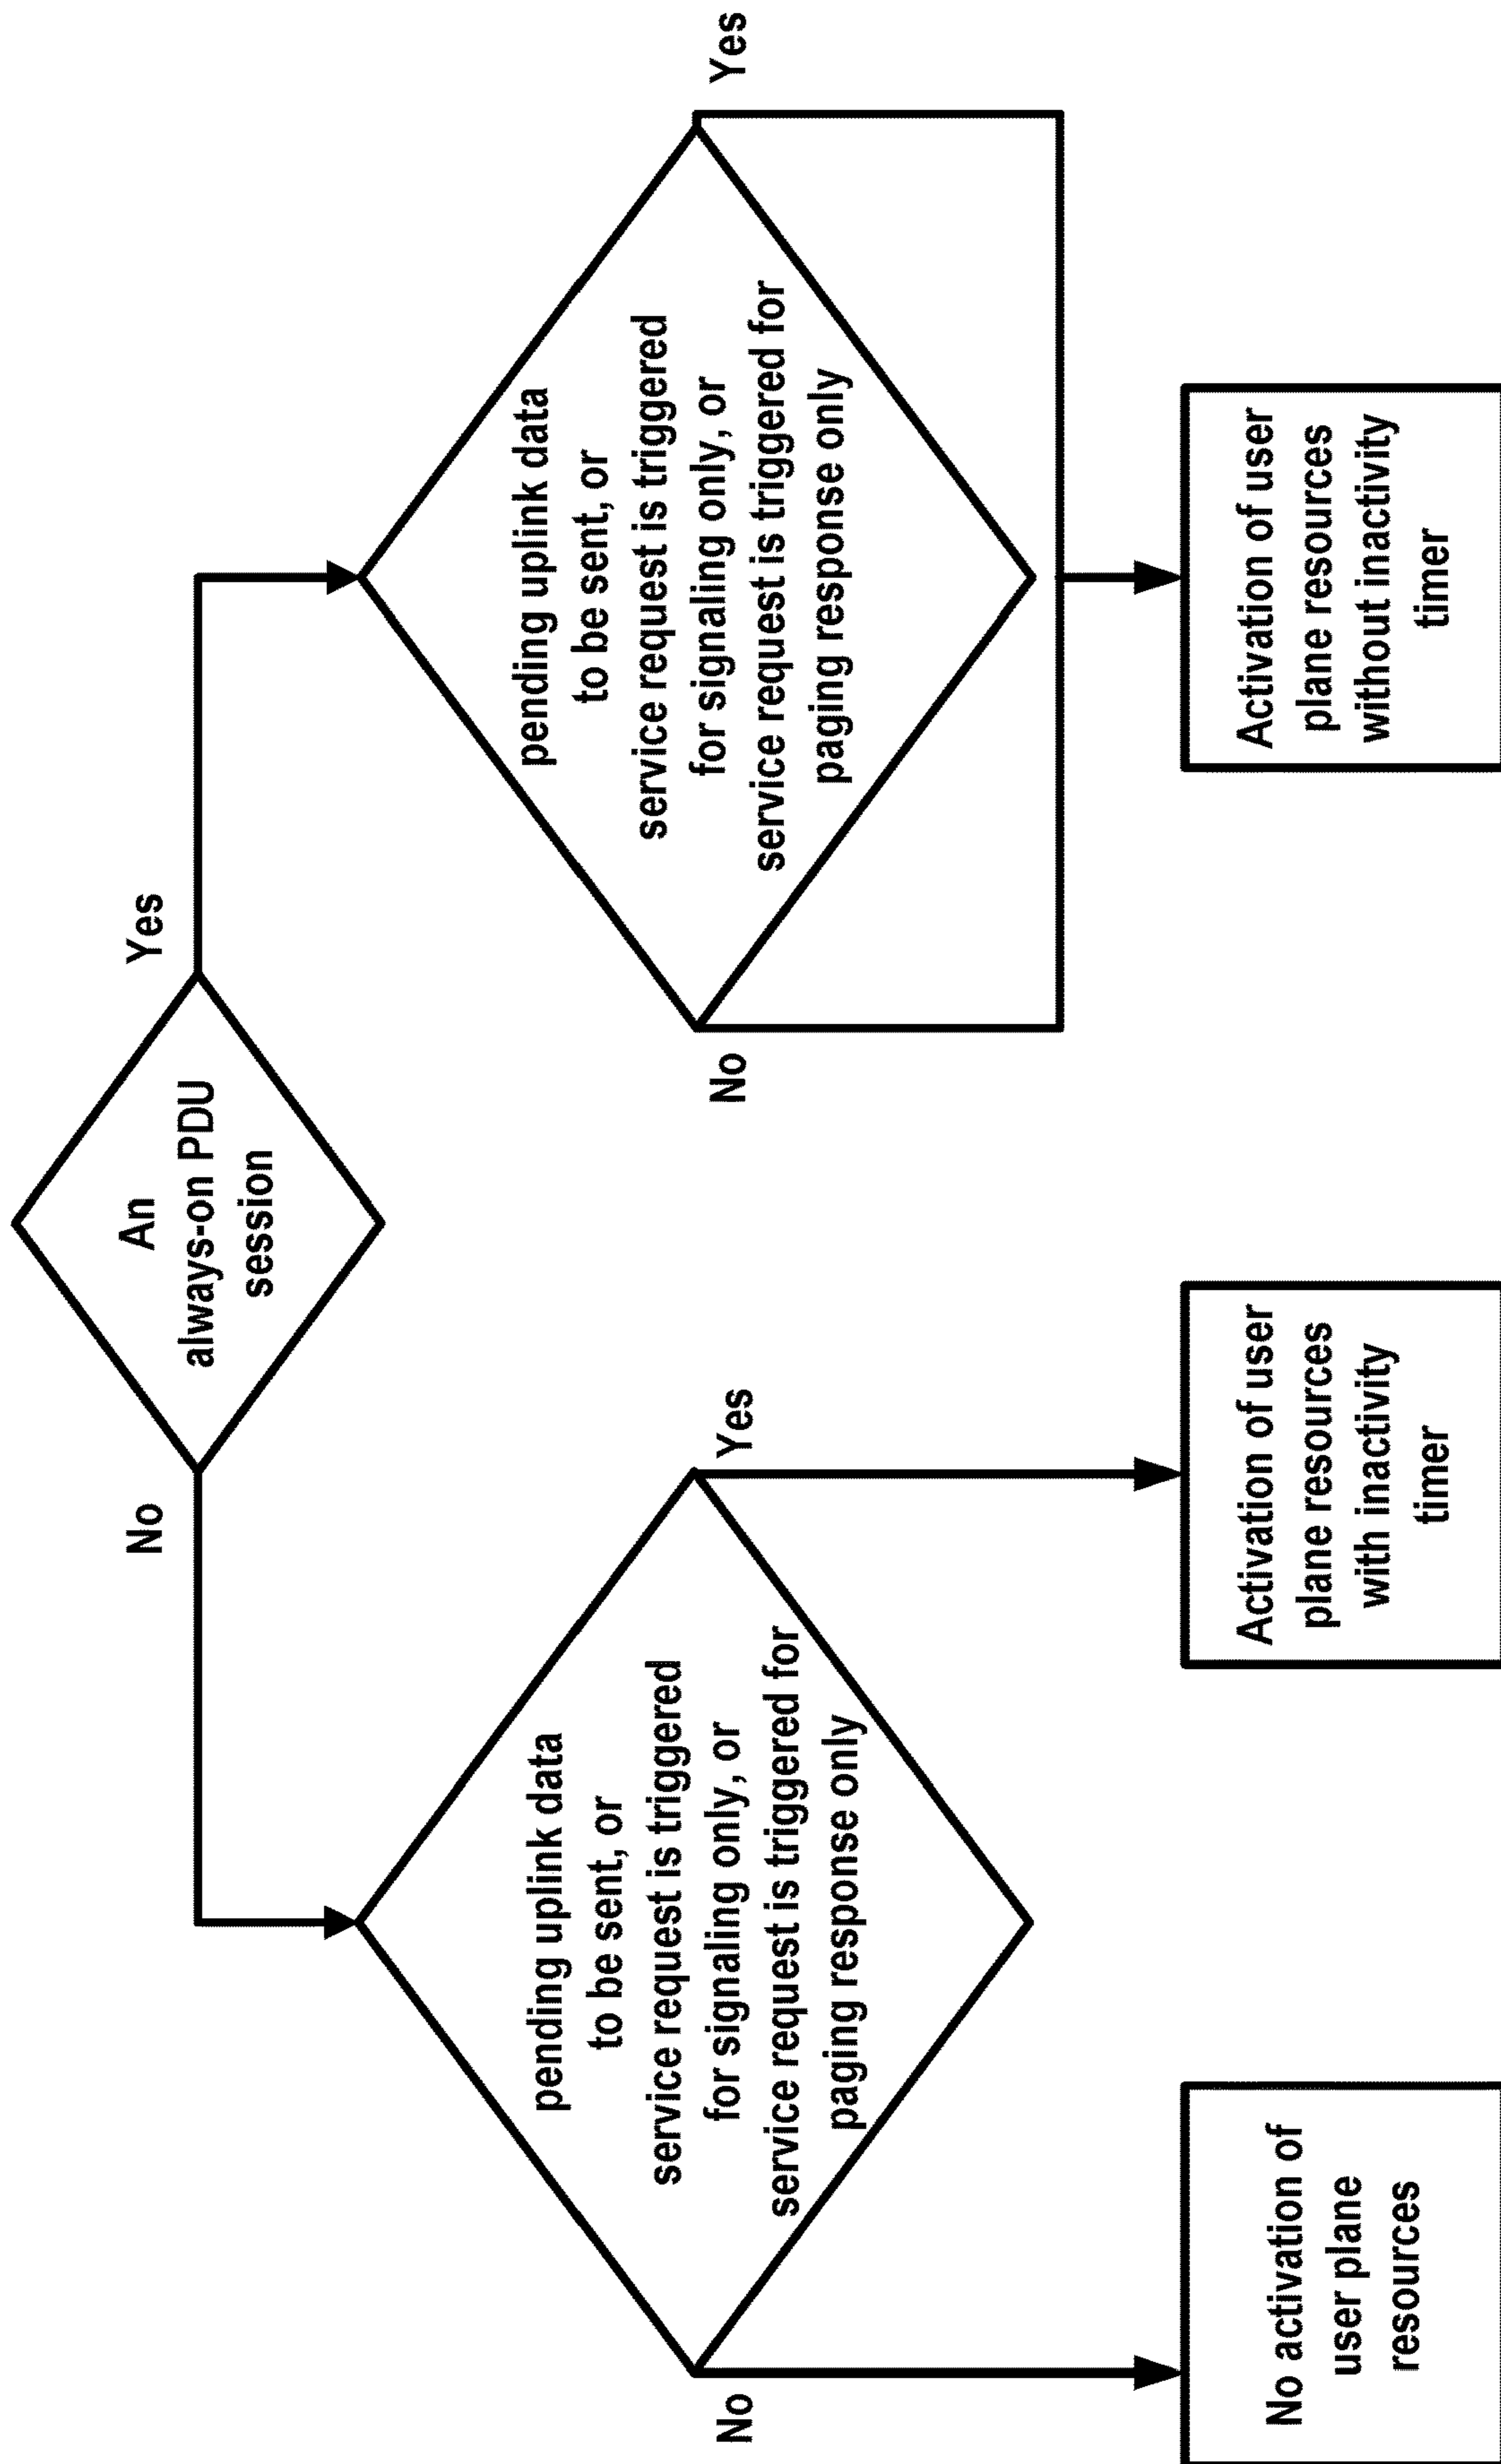 An
always-on PDU
session
No
Yes
pending uplink data
to be sent, or
service request is triggered
for signaling only, or
service request is triggered for
paging response only
No
Yes
pending uplink data
to be sent, or
service request is triggered
for signaling only, or
service request is triggered for
paging response only
No
Yes
No activation of
user plane
resources
Activation of user
plane resources
with inactivity
timer
Activation of user
plane resources
without inactivity
timer